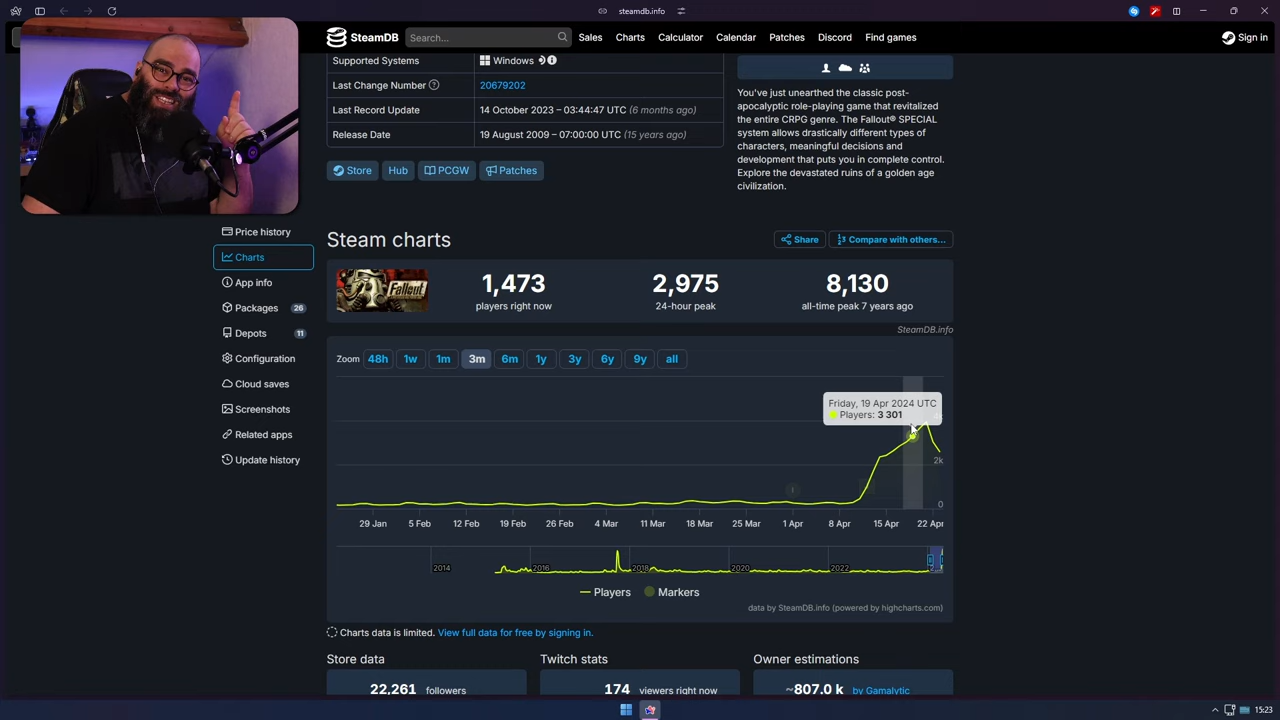 steamdb.info
SteamDB
Search...
Sales
Charts
Calculator
Calendar
Patches
Discord
Find games
Sign in
Supported Systems
Windows
Last Change Number
20679202
Last Record Update
14 October 2023 – 03:44:47 UTC (6 months ago)
Release Date
19 August 2009 – 07:00:00 UTC (15 years ago)
Store
Hub
PCGW
Patches
You've just unearthed the classic post-
apocalyptic role-playing game that revitalized
the entire CRPG genre. The Fallout® SPECIAL
system allows drastically different types of
characters, meaningful decisions and
development that puts you in complete control.
Explore the devastated ruins of a golden age
civilization.
Price history
Charts
App info
Packages 26
Depots 11
Configuration
Cloud saves
Screenshots
Related apps
Update history
Steam charts
Share
Compare with others...
Fallout
1,473
players right now
2,975
24-hour peak
8,130
all-time peak 7 years ago
SteamDB.info
Zoom 48h 1w 1m 3m 6m 1y 3y 6y 9y all
Friday, 19 Apr 2024 UTC
Players: 3 301
2k
0
29 Jan 5 Feb 12 Feb 19 Feb 26 Feb 4 Mar 11 Mar 18 Mar 25 Mar 1 Apr 8 Apr 15 Apr 22 Apr
2014 2016 2018 2020 2022
Players Markers
data by SteamDB.info (powered by highcharts.com)
Charts data is limited. View full data for free by signing in.
Store data
22,261 followers
Twitch stats
174 viewers right now
Owner estimations
~807.0 k by Gamalytic
15:23